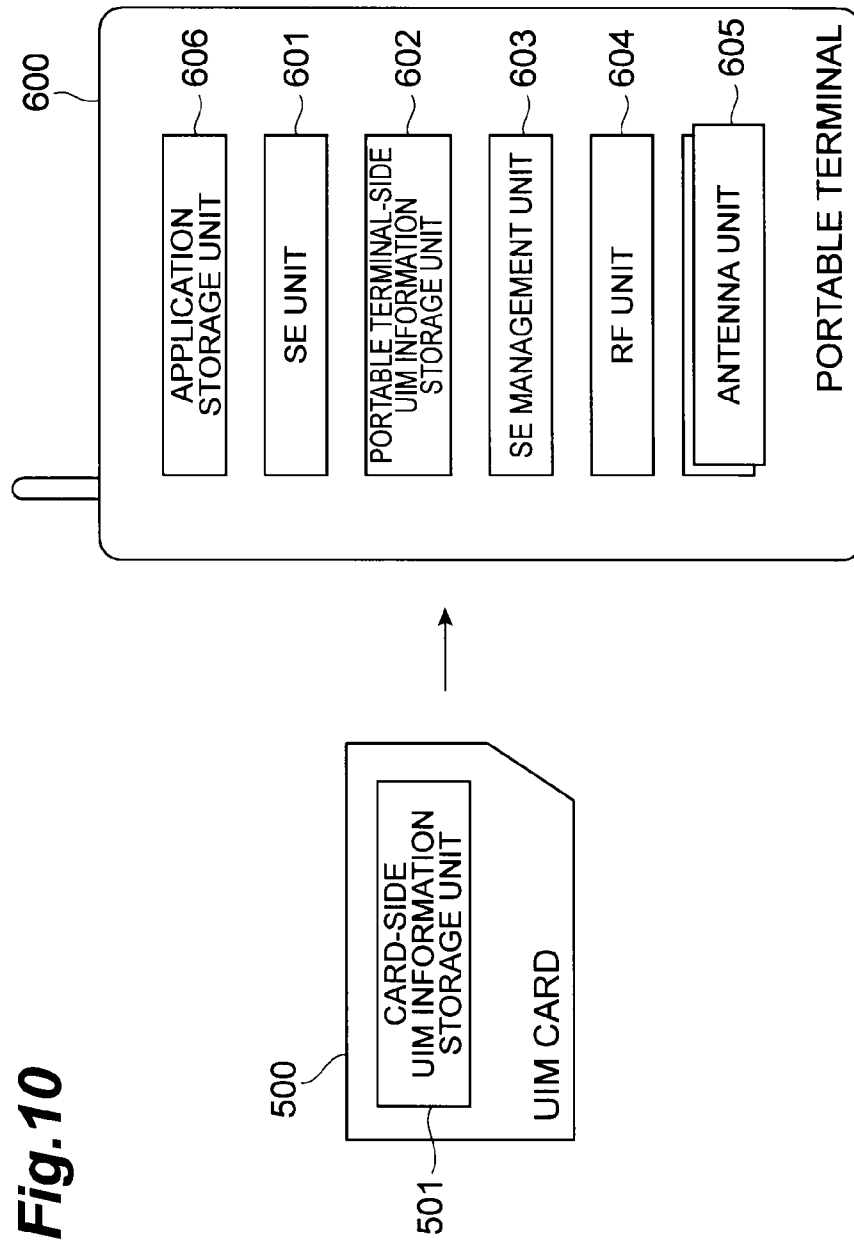 Fig.10
500
501
CARD-SIDE
UIM INFORMATION
STORAGE UNIT
UIM CARD
600
APPLICATION
STORAGE UNIT
606
SE UNIT
601
PORTABLE TERMINAL-SIDE
UIM INFORMATION
STORAGE UNIT
602
SE MANAGEMENT UNIT
603
RF UNIT
604
ANTENNA UNIT
605
PORTABLE TERMINAL